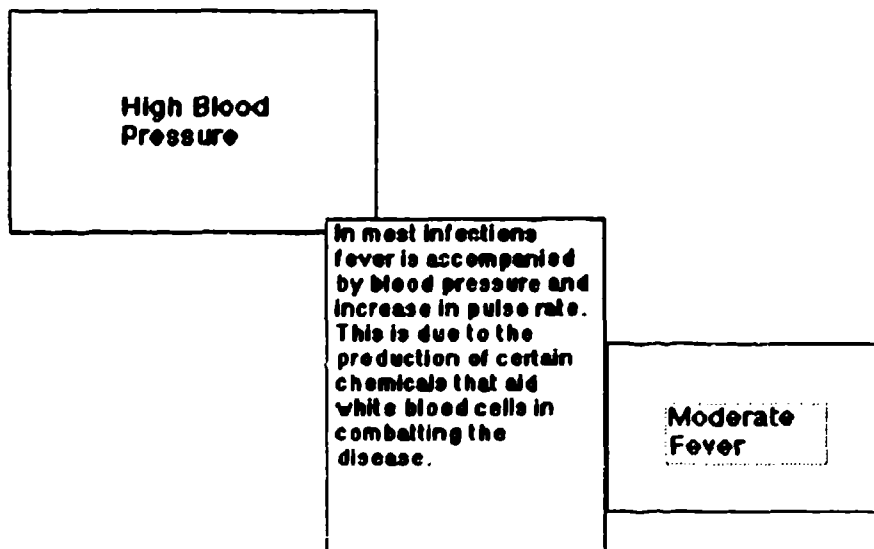 High Blood
Pressure
In most infections
fever is accompanied
by blood pressure and
increase in pulse rate.
This is due to the
production of certain
chemicals that aid
white blood cells in
combatting the
disease.
Moderate
Fever